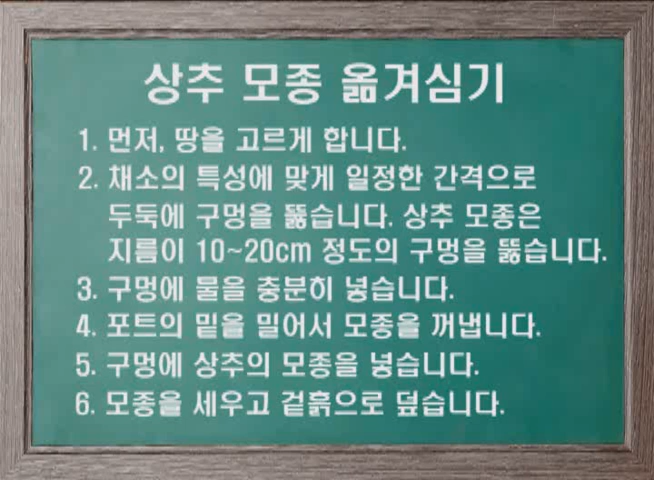 상추 모종 옮겨심기
1. 먼저, 땅을 고르게 합니다.
2. 채소의 특성에 맞게 일정한 간격으로
두둑에 구멍을 뚫습니다. 상추 모종은
지름이 10~20cm 정도의 구멍을 뚫습니다.
3. 구멍에 물을 충분히 넣습니다.
4. 포트의 밑을 밀어서 모종을 꺼냅니다.
5. 구멍에 상추의 모종을 넣습니다.
6. 모종을 세우고 겉흙으로 덮습니다.